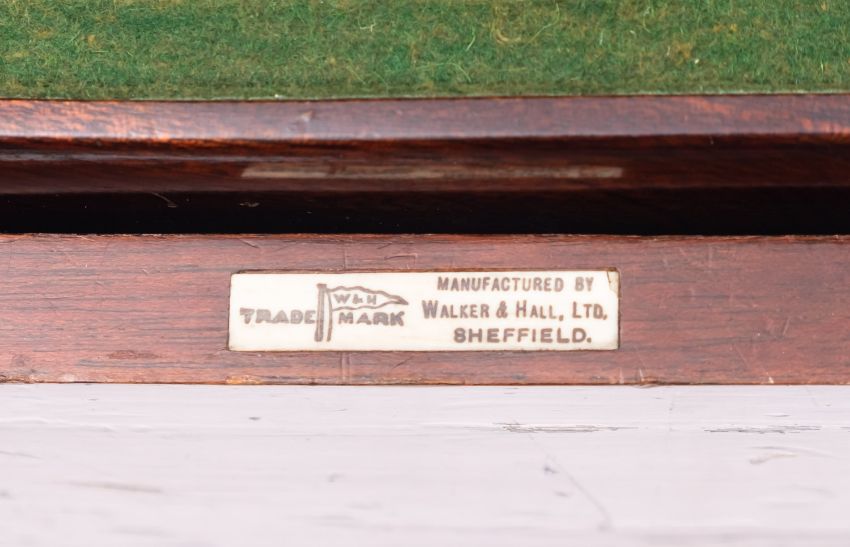 W & H
TRADE MARK
MANUFACTURED BY
WALKER & HALL, LTD,
SHEFFIELD.